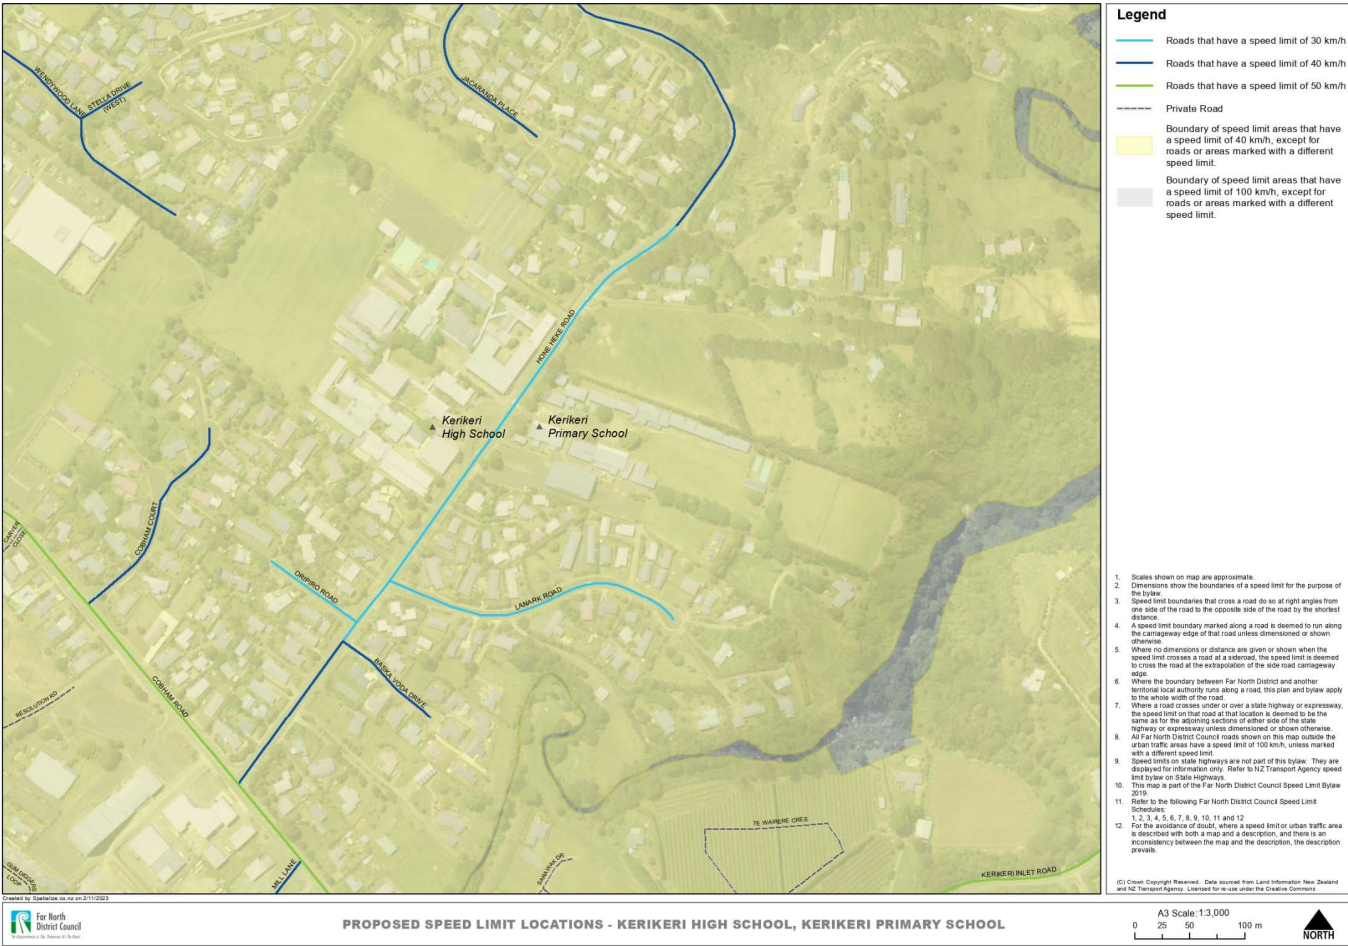 WENDYWOOD LANE
STELLA DRIVE
(WEST)
JACARANDA PLACE
HONE HEKE ROAD
Kerikeri
High School
Kerikeri
Primary School
COBHAM COURT
CARVER
CLOSE
ORIPIRO ROAD
LANARK ROAD
BASKA VODA DRIVE
COBHAM ROAD
RESOLUTION RD
TE WAIRERE CRES
SARAWAK DR
KERIKERI INLET ROAD
MILL LANE
GUM DIGGERS
LOOP
Legend
Roads that have a speed limit of 30 km/h
Roads that have a speed limit of 40 km/h
Roads that have a speed limit of 50 km/h
Private Road
Boundary of speed limit areas that have
a speed limit of 40 km/h, except for
roads or areas marked with a different
speed limit.
Boundary of speed limit areas that have
a speed limit of 100 km/h, except for
roads or areas marked with a different
speed limit.
1. Scales shown on map are approximate.
2. Dimensions show the boundaries of a speed limit for the purpose of
the bylaw.
3. Speed limit boundaries that cross a road do so at right angles from
one side of the road to the opposite side of the road by the shortest
distance.
4. A speed limit boundary marked along a road is deemed to run along
the carriageway edge of that road unless dimensioned or shown
otherwise.
5. Where no dimensions or distance are given or shown when the
speed limit crosses a road at a sideroad, the speed limit is deemed
to cross the road at the extrapolation of the side road carriageway
edge.
6. Where the boundary between Far North District and another
territorial local authority runs along a road, this plan and bylaw apply
to the whole width of the road.
7. Where a road crosses under or over a state highway or expressway,
the speed limit on that road at that location is deemed to be the
same as for the adjoining sections of either side of the state
highway or expressway unless dimensioned or shown otherwise.
8. All Far North District Council roads shown on this map outside the
urban traffic areas have a speed limit of 100 km/h, unless marked
with a different speed limit.
9. Speed limits on state highways are not part of this bylaw. They are
displayed for information only. Refer to NZ Transport Agency speed
limit bylaw on State Highways.
10. This map is part of the Far North District Council Speed Limit Bylaw
2019.
11. Refer to the following Far North District Council Speed Limit
Schedules:
1, 2, 3, 4, 5, 6, 7, 8, 9, 10, 11 and 12
12. For the avoidance of doubt, where a speed limit or urban traffic area
is described with both a map and a description, and there is an
inconsistency between the map and the description, the description
prevails.
(C) Crown Copyright Reserved. Data sourced from Land Information New Zealand
and NZ Transport Agency. Licensed for re-use under the Creative Commons.
Created by Spatialize.co.nz on 2/11/2023
Far North
District Council
PROPOSED SPEED LIMIT LOCATIONS - KERIKERI HIGH SCHOOL, KERIKERI PRIMARY SCHOOL
A3 Scale: 1:3,000
0 25 50 100 m
NORTH